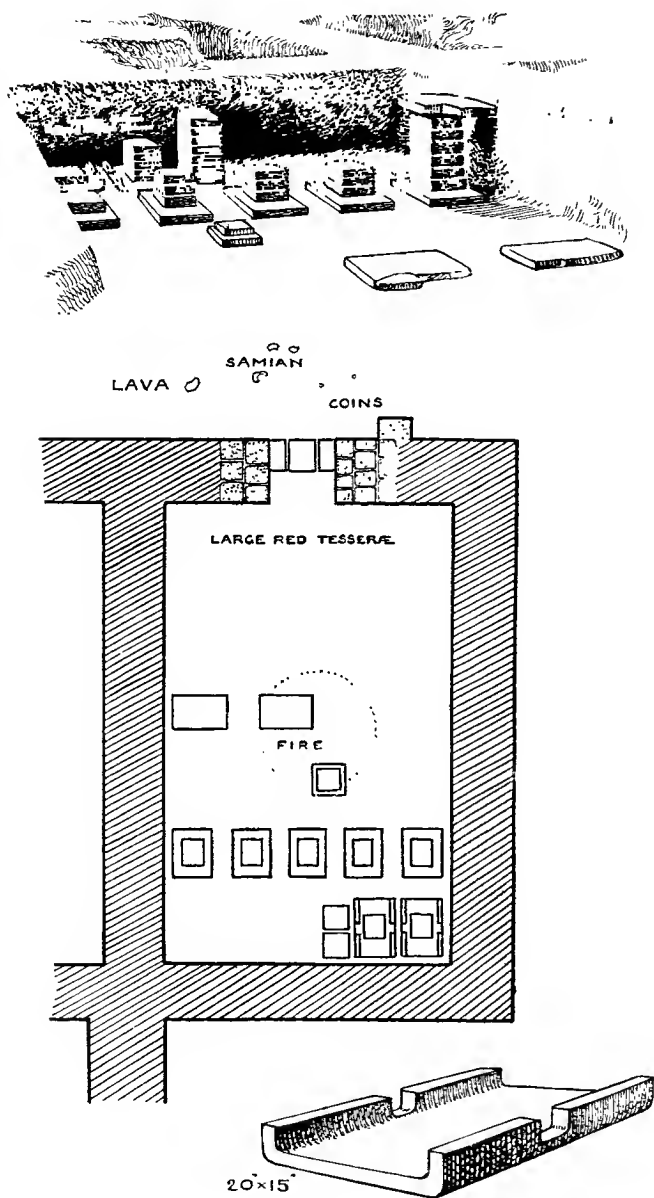 SAMIAN
LAVA
COINS
LARGE RED TESSERÆ
FIRE
20"×15"